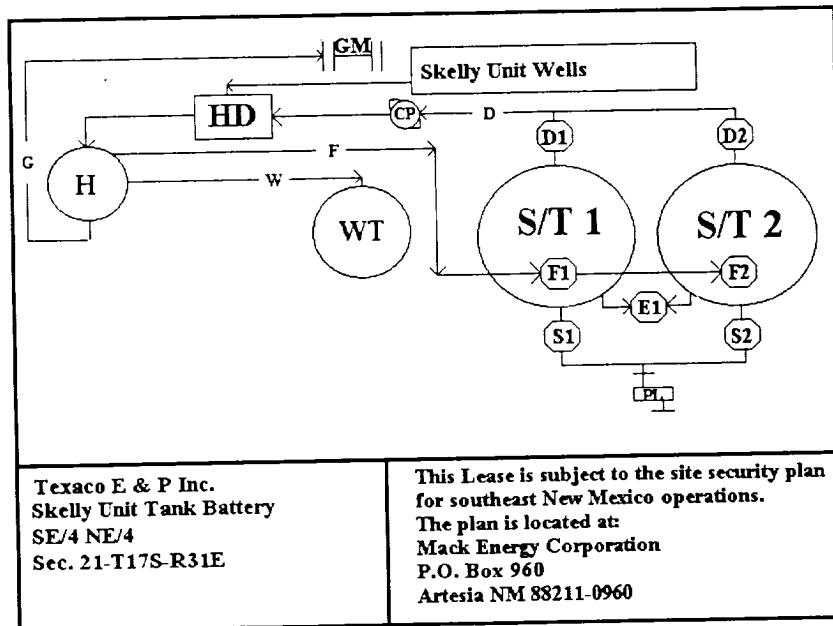 GM
Skelly Unit Wells
HD
CP
D
D1
D2
G
F
H
W
WT
S/T 1
S/T 2
F1
F2
E1
S1
S2
PL
Texaco E & P Inc.
Skelly Unit Tank Battery
SE/4 NE/4
Sec. 21-T17S-R31E
This Lease is subject to the site security plan
for southeast New Mexico operations.
The plan is located at:
Mack Energy Corporation
P.O. Box 960
Artesia NM 88211-0960